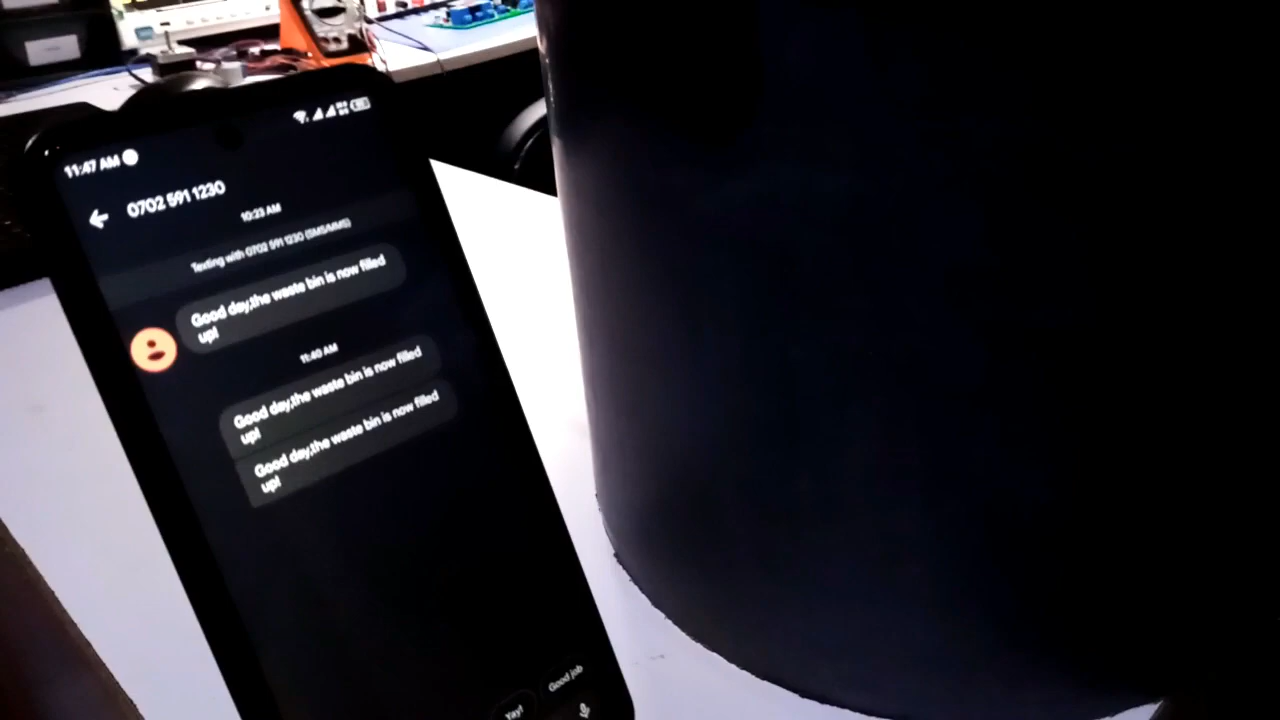 11:47 AM
0702 591 1230
10:23 AM
Texting with 0702 591 1230 (SMS/MMS)
Good day,the waste bin is now filled
up!
11:40 AM
Good day,the waste bin is now filled
up!
Good day,the waste bin is now filled
up!
Yay!
Good job